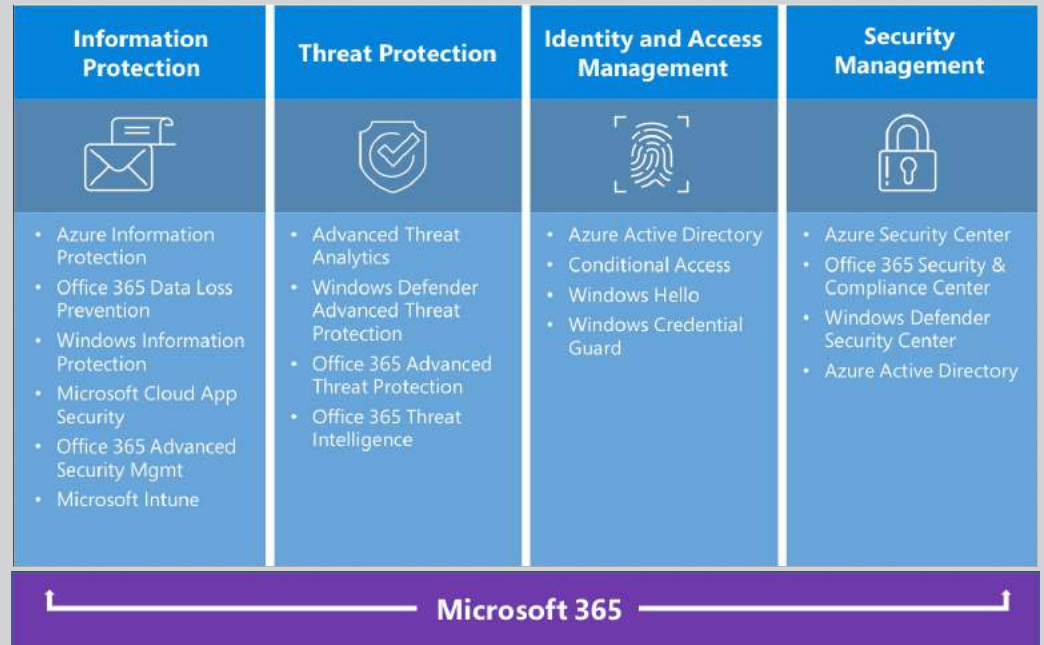 Information
Protection
• Azure Information
Protection
• Office 365 Data Loss
Prevention
• Windows Information
Protection
• Microsoft Cloud App
Security
• Office 365 Advanced
Security Mgmt
• Microsoft Intune
Threat Protection
• Advanced Threat
Analytics
• Windows Defender
Advanced Threat
Protection
• Office 365 Advanced
Threat Protection
• Office 365 Threat
Intelligence
Identity and Access
Management
• Azure Active Directory
• Conditional Access
• Windows Hello
• Windows Credential
Guard
Security
Management
• Azure Security Center
• Office 365 Security &
Compliance Center
• Windows Defender
Security Center
• Azure Active Directory
Microsoft 365